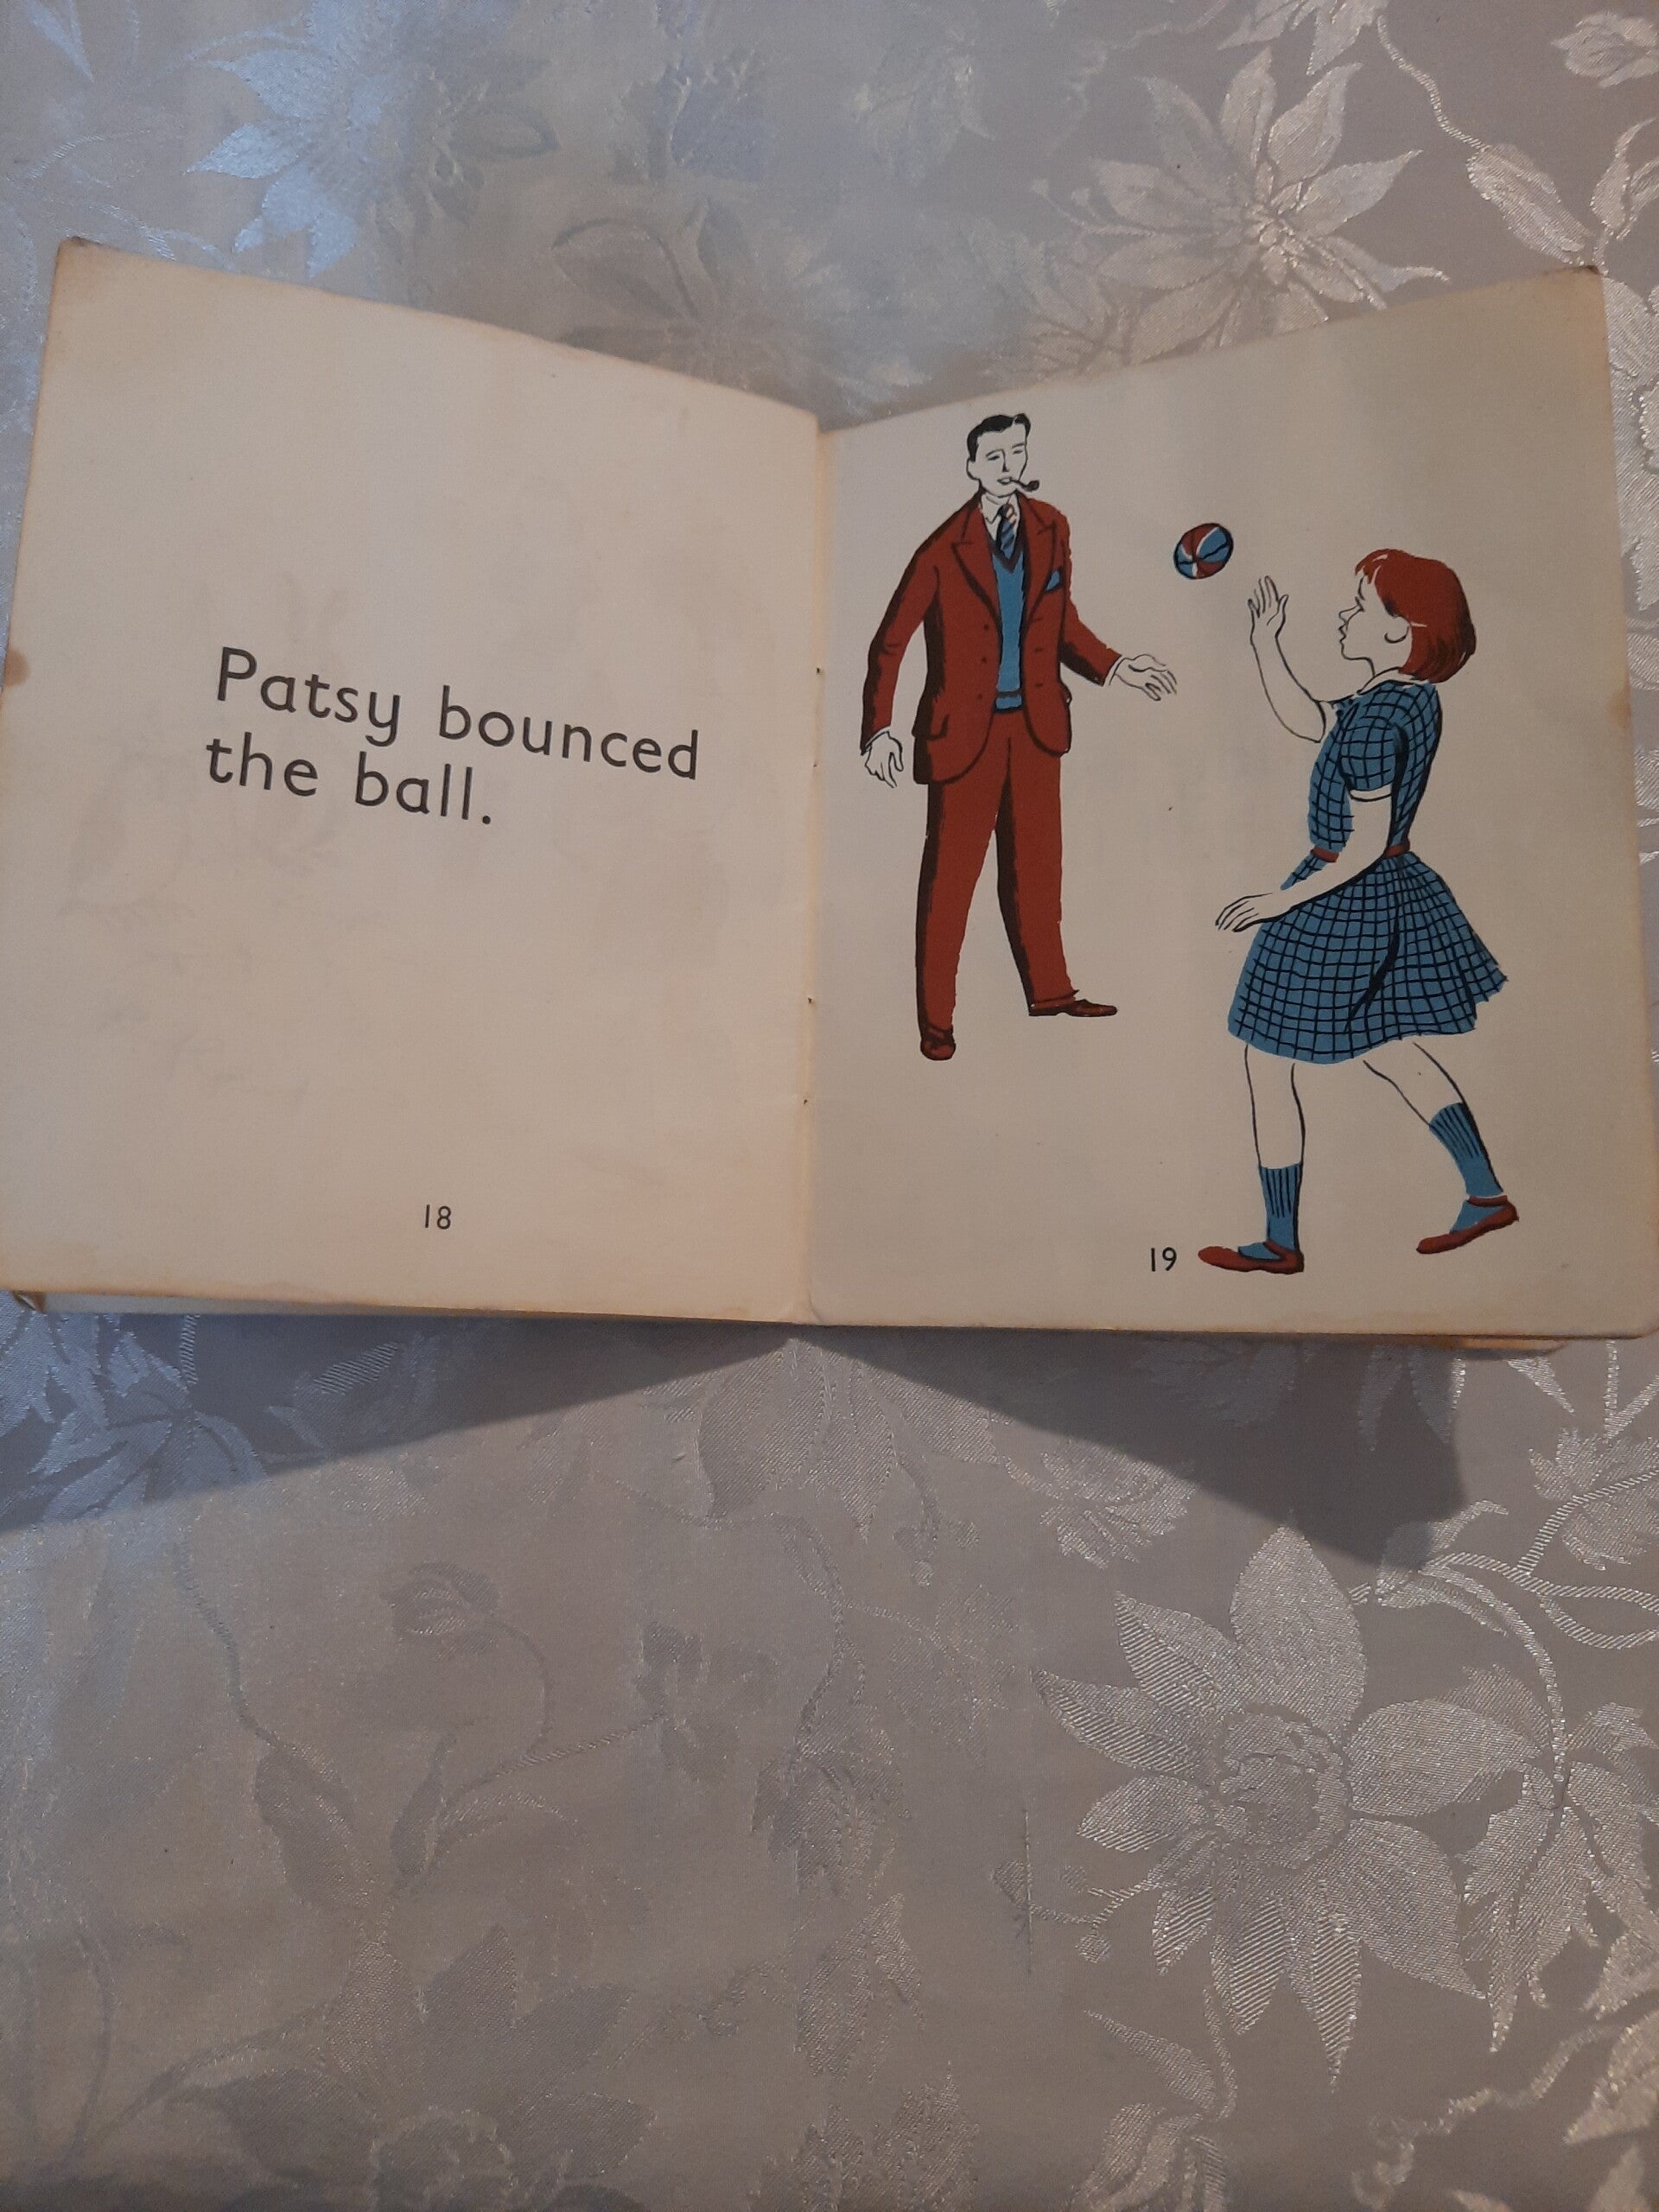 Patsy bounced
the ball.
18
19